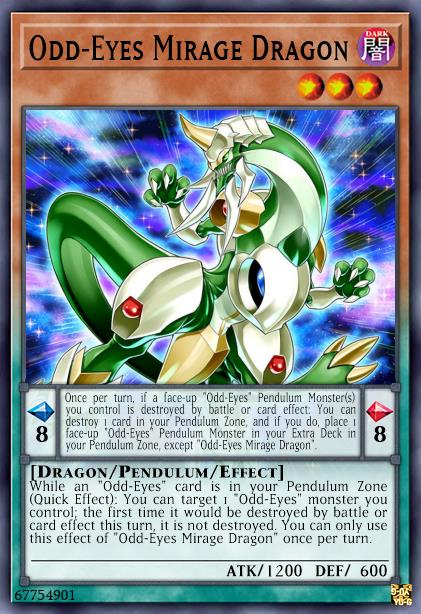 Odd-Eyes Mirage Dragon
DARK
闇
Once per turn, if a face-up "Odd-Eyes" Pendulum Monster(s)
you control is destroyed by battle or card effect: You can
destroy 1 card in your Pendulum Zone, and if you do, place 1
face-up "Odd-Eyes" Pendulum Monster in your Extra Deck in
your Pendulum Zone, except "Odd-Eyes Mirage Dragon".
8
8
[Dragon/Pendulum/Effect]
While an "Odd-Eyes" card is in your Pendulum Zone
(Quick Effect): You can target 1 "Odd-Eyes" monster you
control; the first time it would be destroyed by battle or
card effect this turn, it is not destroyed. You can only use
this effect of "Odd-Eyes Mirage Dragon" once per turn.
ATK/1200 DEF/ 600
67754901